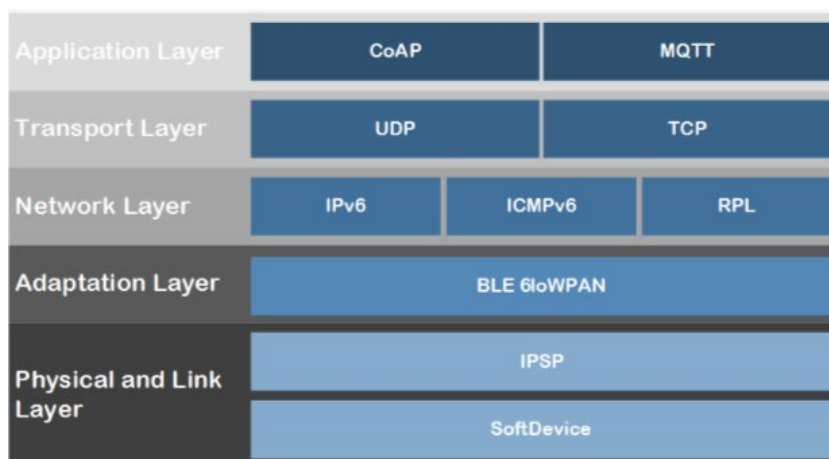 Application Layer
CoAP
MQTT
Transport Layer
UDP
TCP
Network Layer
IPv6
ICMPv6
RPL
Adaptation Layer
BLE 6loWPAN
Physical and Link
Layer
IPSP
SoftDevice